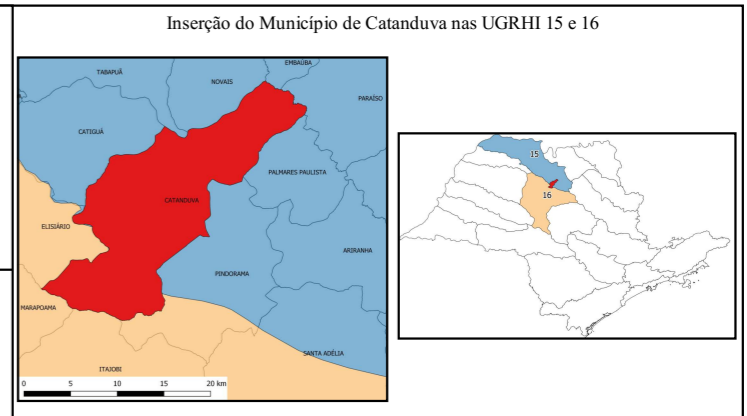 Inserção do Município de Catanduva nas UGRHI 15 e 16
EMBAÚBA
TABAPUÃ
NOVAIS
PARAÍSO
CATIGUÁ
PALMARES PAULISTA
CATANDUVA
ELISIÁRIO
ARIRANHA
PINDORAMA
MARAPOAMA
SANTA ADÉLIA
ITAJOBI
0 5 10 15 20 km
15
16